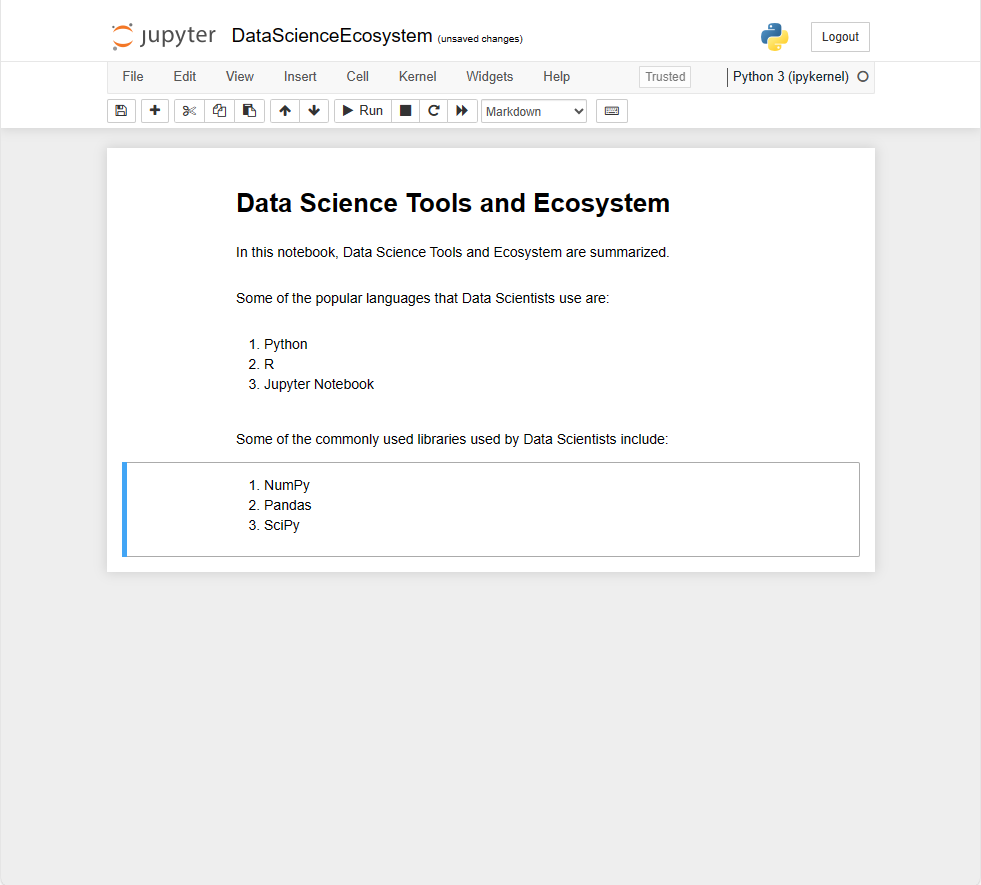 jupyter DataScienceEcosystem (unsaved changes) Logout
File Edit View Insert Cell Kernel Widgets Help Trusted Python 3 (ipykernel)
Run Markdown
Data Science Tools and Ecosystem
In this notebook, Data Science Tools and Ecosystem are summarized.
Some of the popular languages that Data Scientists use are:
1. Python
2. R
3. Jupyter Notebook
Some of the commonly used libraries used by Data Scientists include:
1. NumPy
2. Pandas
3. SciPy